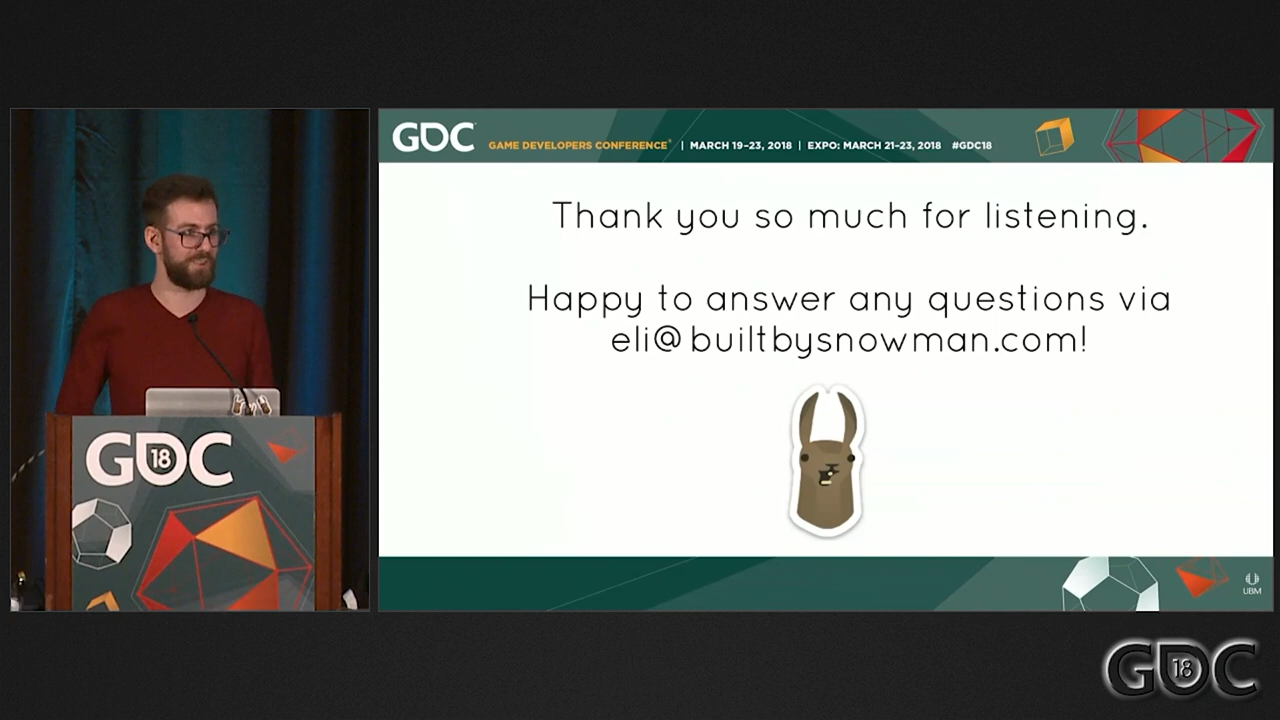 GDC
GAME DEVELOPERS CONFERENCE® | MARCH 19–23, 2018 | EXPO: MARCH 21–23, 2018 #GDC18
Thank you so much for listening.
Happy to answer any questions via
eli@builtbysnowman.com!
GDC
18
UBM
GDC
18